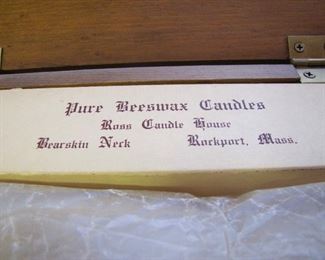 Pure Beeswax Candles
Ross Candle House
Bearskin Neck Rockport, Mass.